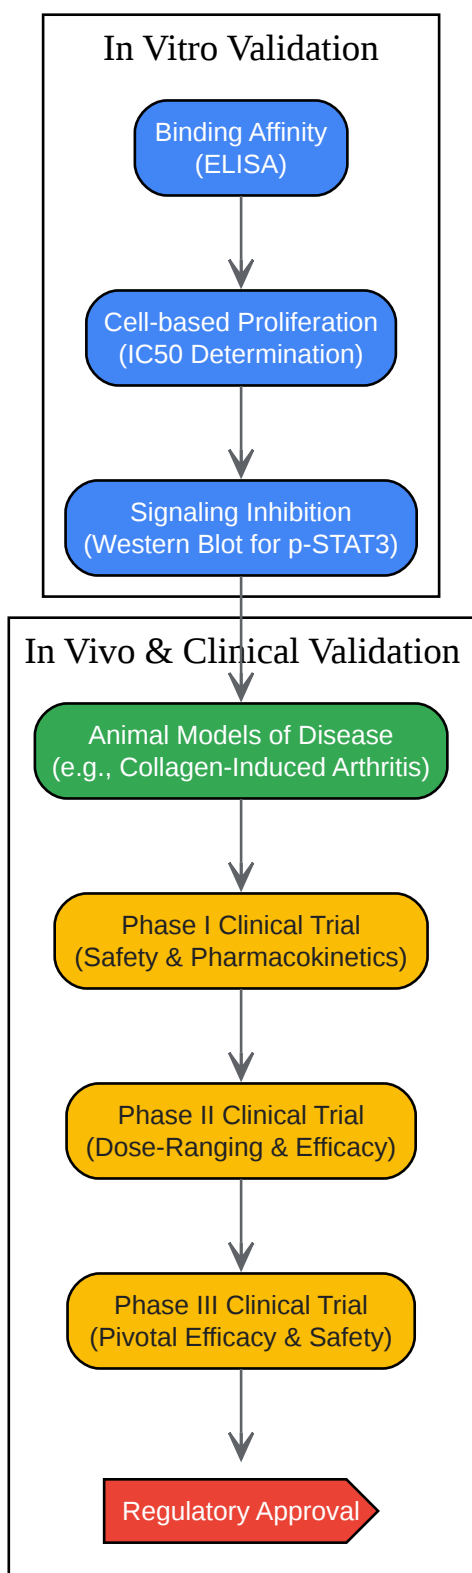 In Vitro Validation
Binding Affinity
(ELISA)
Cell-based Proliferation
(IC50 Determination)
Signaling Inhibition
(Western Blot for p-STAT3)
In Vivo & Clinical Validation
Animal Models of Disease
(e.g., Collagen-Induced Arthritis)
Phase I Clinical Trial
(Safety & Pharmacokinetics)
Phase II Clinical Trial
(Dose-Ranging & Efficacy)
Phase III Clinical Trial
(Pivotal Efficacy & Safety)
Regulatory Approval